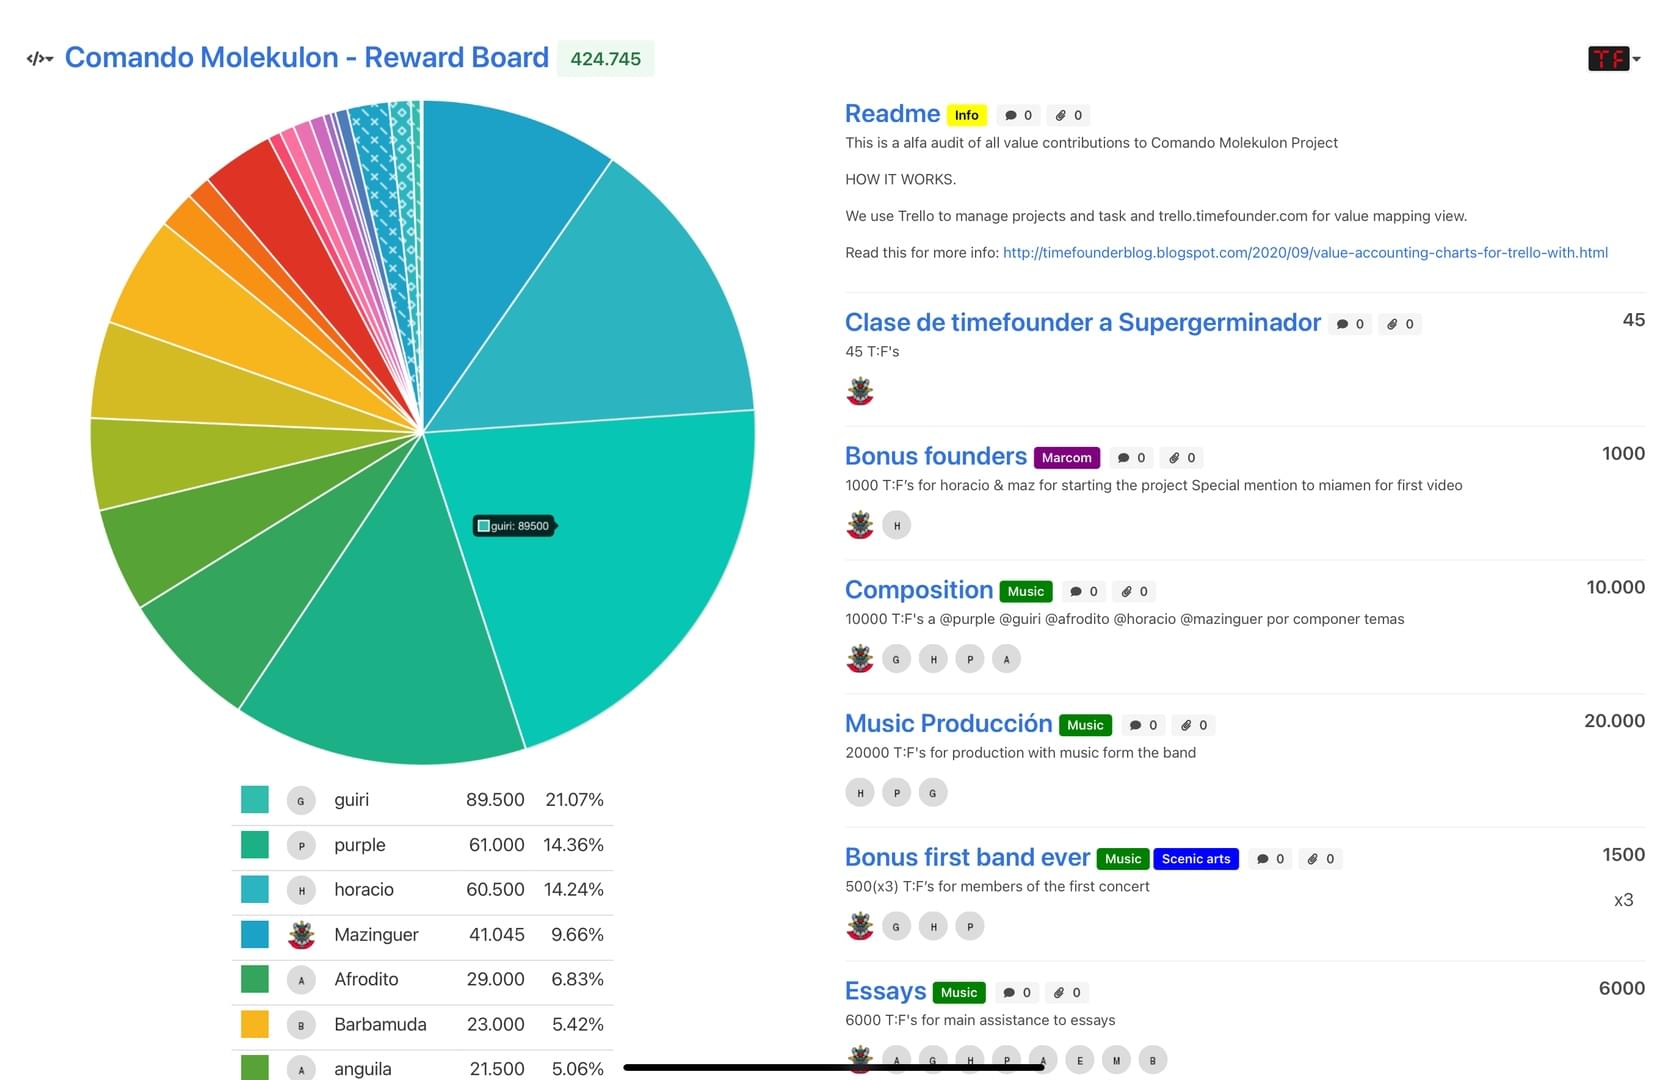 Comando Molekulon - Reward Board 424.745
TF
guiri: 89500
G guiri 89.500 21.07%
P purple 61.000 14.36%
H horacio 60.500 14.24%
Mazinguer 41.045 9.66%
A Afrodito 29.000 6.83%
B Barbamuda 23.000 5.42%
A anguila 21.500 5.06%
Readme Info 0 0
This is a alfa audit of all value contributions to Comando Molekulon Project
HOW IT WORKS.
We use Trello to manage projects and task and trello.timefounder.com for value mapping view.
Read this for more info: http://timefounderblog.blogspot.com/2020/09/value-accounting-charts-for-trello-with.html
Clase de timefounder a Supergerminador 0 0 45
45 T:F's
Bonus founders Marcom 0 0 1000
1000 T:F's for horacio & maz for starting the project Special mention to miamen for first video
H
Composition Music 0 0 10.000
10000 T:F's a @purple @guiri @afrodito @horacio @mazinguer por componer temas
G H P A
Music Producción Music 0 0 20.000
20000 T:F's for production with music form the band
H P G
Bonus first band ever Music Scenic arts 0 0 1500
500(x3) T:F's for members of the first concert
x3
G H P
Essays Music 0 0 6000
6000 T:F's for main assistance to essays
A G H P A E M B